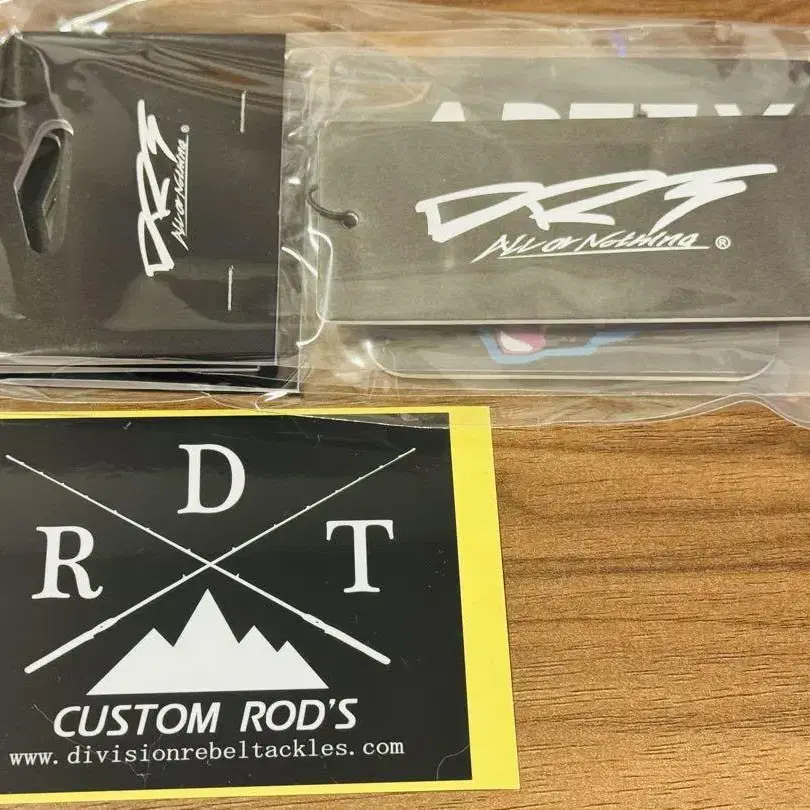 DRT
All or Nothing ®
DRT
All or Nothing ®
D
R T
CUSTOM ROD'S
www.divisionrebeltackles.com